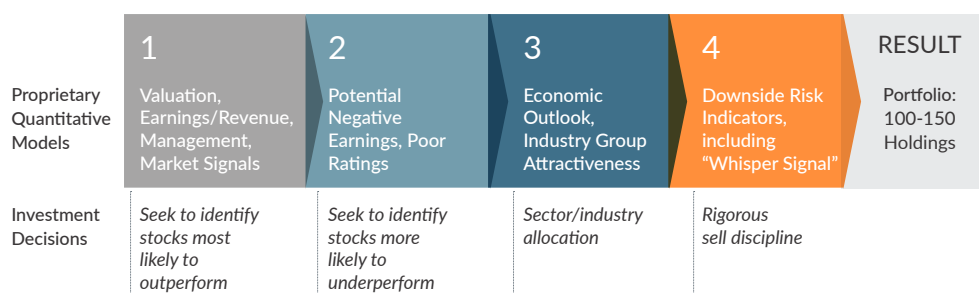 Proprietary
Quantitative
Models
1
Valuation,
Earnings/Revenue,
Management,
Market Signals
2
Potential
Negative
Earnings, Poor
Ratings
3
Economic
Outlook,
Industry Group
Attractiveness
4
Downside Risk
Indicators,
including
“Whisper Signal”
RESULT
Portfolio:
100-150
Holdings
Investment
Decisions
Seek to identify
stocks most
likely to
outperform
Seek to identify
stocks more
likely to
underperform
Sector/industry
allocation
Rigorous
sell discipline